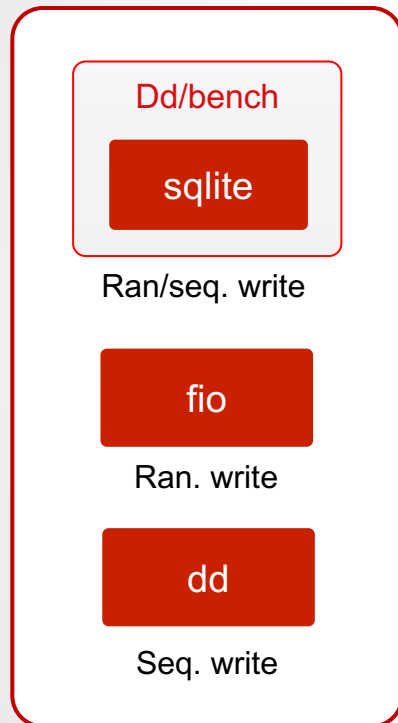 Dd/bench
sqlite
Ran/seq. write
fio
Ran. write
dd
Seq. write